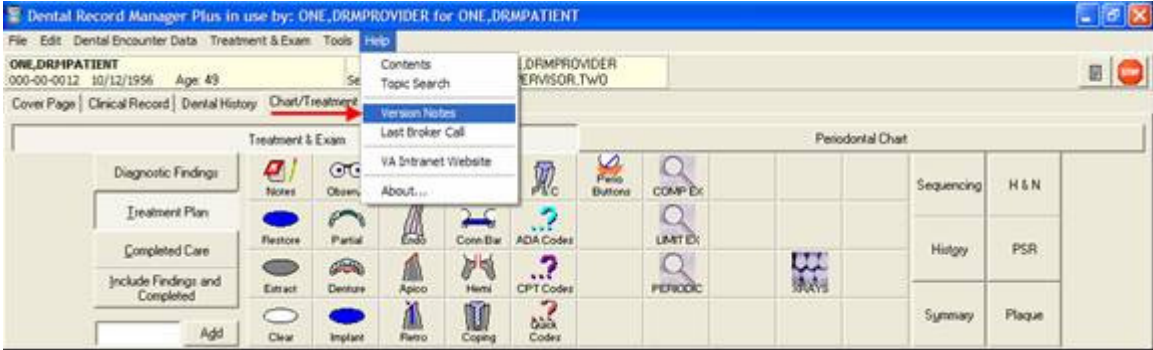 Dental Record Manager Plus in use by: ONE,DRMPROVIDER for ONE,DRMPATIENT
File Edit Dental Encounter Data Treatment & Exam Tools Help
ONE,DRMPATIENT
000-00-0012 10/12/1956 Age: 49
Contents
Topic Search
Version Notes
Last Broker Call
VA Intranet Website
About...
Cover Page Clinical Record Dental History Chart/Treatment
Treatment & Exam Periodontal Chart
Diagnostic Findings
Treatment Plan
Completed Care
Include Findings and
Completed
Add
Notes Perio
Buttons COMP EX
Restore Partial Endo Conn Bar ADA Codes LIMIT EX
Extract Denture Apico Hemi CPT Codes PERIODIC XRAYS
Clear Implant Retro Coping Quick
Codes
Sequencing H & N
History PSR
Summary Plaque